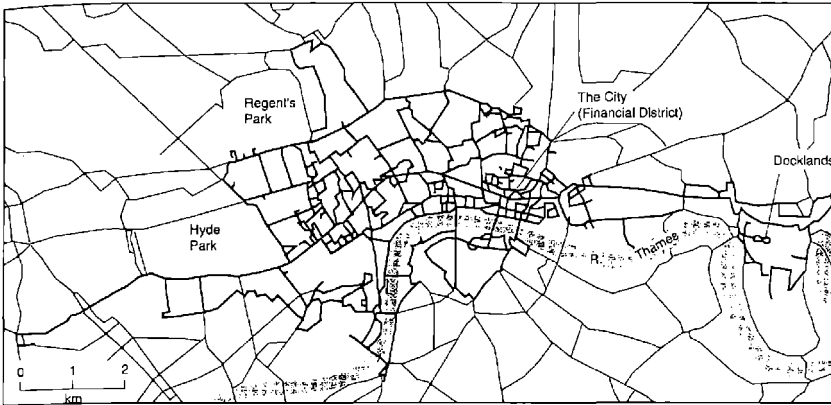 Regent's
Park
The City
(Financial District)
Docklands
Hyde
Park
R. Thames
0 1 2
km